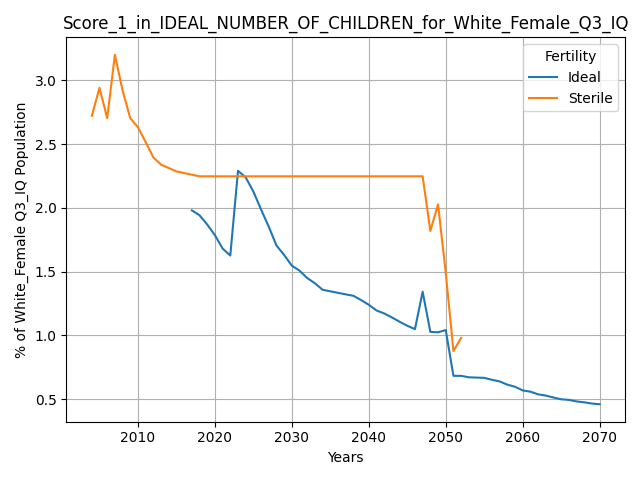 Score_1_in_IDEAL_NUMBER_OF_CHILDREN_for_White_Female_Q3_IQ
Fertility
Ideal
Sterile
% of White_Female Q3_IQ Population
3.0
2.5
2.0
1.5
1.0
0.5
2010 2020 2030 2040 2050 2060 2070
Years